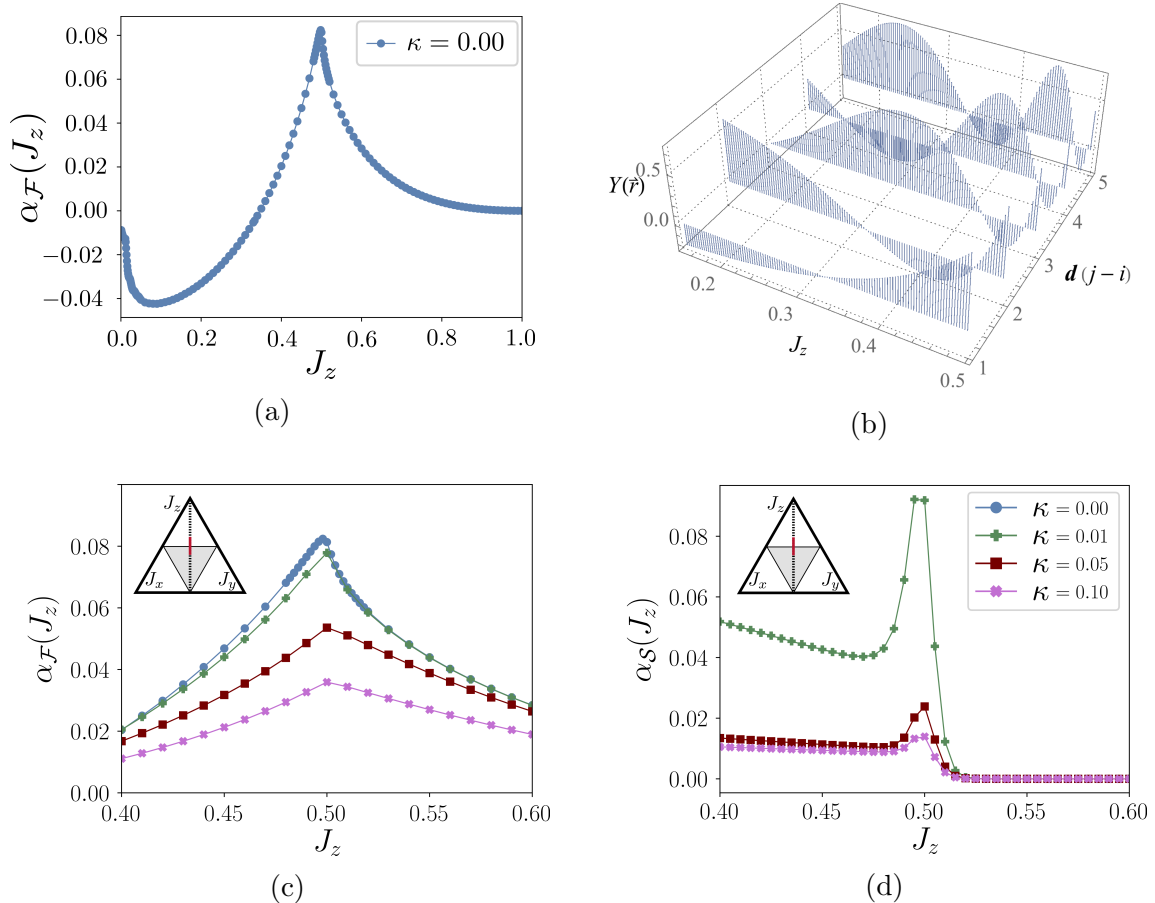 0.08
0.06
0.04
0.02
0.00
−0.02
−0.04
α_F(J_z)
κ = 0.00
0.0 0.2 0.4 0.6 0.8 1.0
J_z
(a)
0.5
0.0
Y(r⃗)
0.2
0.3
0.4
0.5
J_z
1
2
3
4
5
d (j − i)
(b)
0.08
0.06
0.04
0.02
0.00
α_F(J_z)
J_z
J_x J_y
0.40 0.45 0.50 0.55 0.60
J_z
(c)
0.08
0.06
0.04
0.02
0.00
α_S(J_z)
J_z
J_x J_y
κ = 0.00
κ = 0.01
κ = 0.05
κ = 0.10
0.40 0.45 0.50 0.55 0.60
J_z
(d)